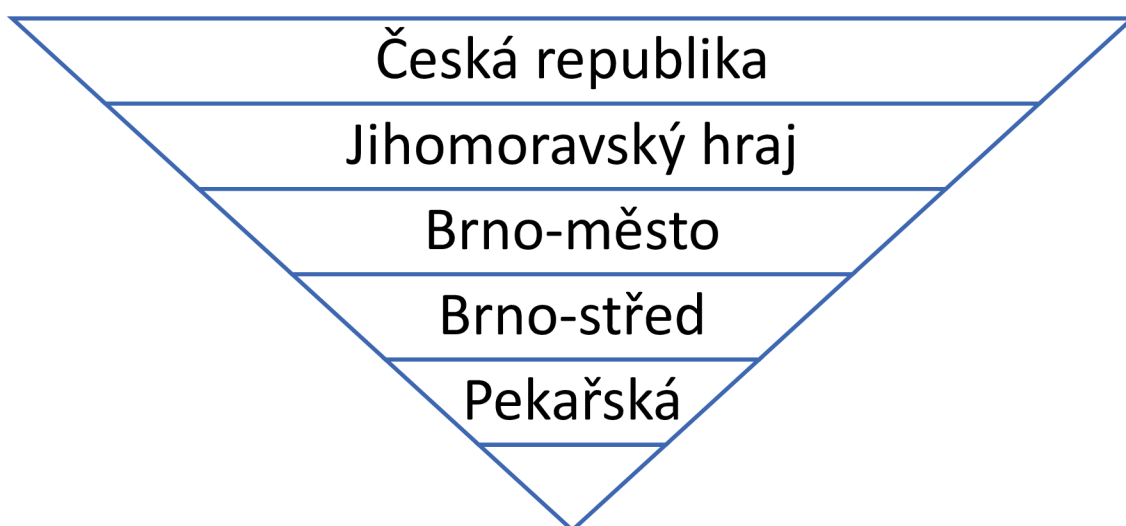 Česká republika
Jihomoravský hraj
Brno-město
Brno-střed
Pekařská